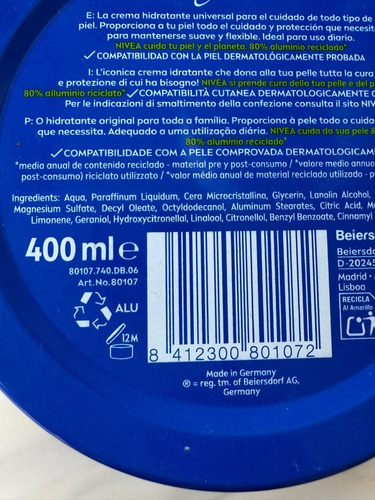 E: La crema hidratante universal para el cuidado de todo tipo de
piel. Proporciona a tu piel todo el cuidado y protección que necesita
para mantenerse suave y flexible. Ideal para uso diario.
NIVEA cuida tu piel y el planeta. 80% aluminio reciclado*
✓COMPATIBILIDAD CON LA PIEL DERMATOLÓGICAMENTE PROBADA
I: L'iconica crema idratante che dona alla tua pelle tutta la cura
e protezione di cui ha bisogno! NIVEA si prende cura della tua pelle e del
80% alluminio riciclato* ✓COMPATIBILITÀ CUTANEA DERMATOLOGICAMENTE
Per le indicazioni di smaltimento della confezione consulta il sito NIV
P: O hidratante original para toda a família. Proporciona à pele todo o
que necessita. Adequado a uma utilização diária. NIVEA cuida da sua pele
80% alumínio reciclado*
✓COMPATIBILIDADE COM A PELE COMPROVADA DERMATOLOGICAM
*media anual de contenido reciclado - material pre y post-consumo / *valore medio annuo
post-consumo) riciclato utilizzato / *valor médio anual de material reciclado utilizado
Ingredients: Aqua, Paraffinum Liquidum, Cera Microcristallina, Glycerin, Lanolin Alcohol,
Magnesium Sulfate, Decyl Oleate, Octyldodecanol, Aluminum Stearates, Citric Acid,
Limonene, Geraniol, Hydroxycitronellal, Linalool, Citronellol, Benzyl Benzoate, Cinnamyl
400 ml e
80107.740.DB.06
Art.No.80107
ALU
12M
8 412300 801072
Beiers
Beiersdor
D-2024
Madrid
Lisboa
RECICLA
Al Amarillo
Made in Germany
® = reg. tm. of Beiersdorf AG,
Germany